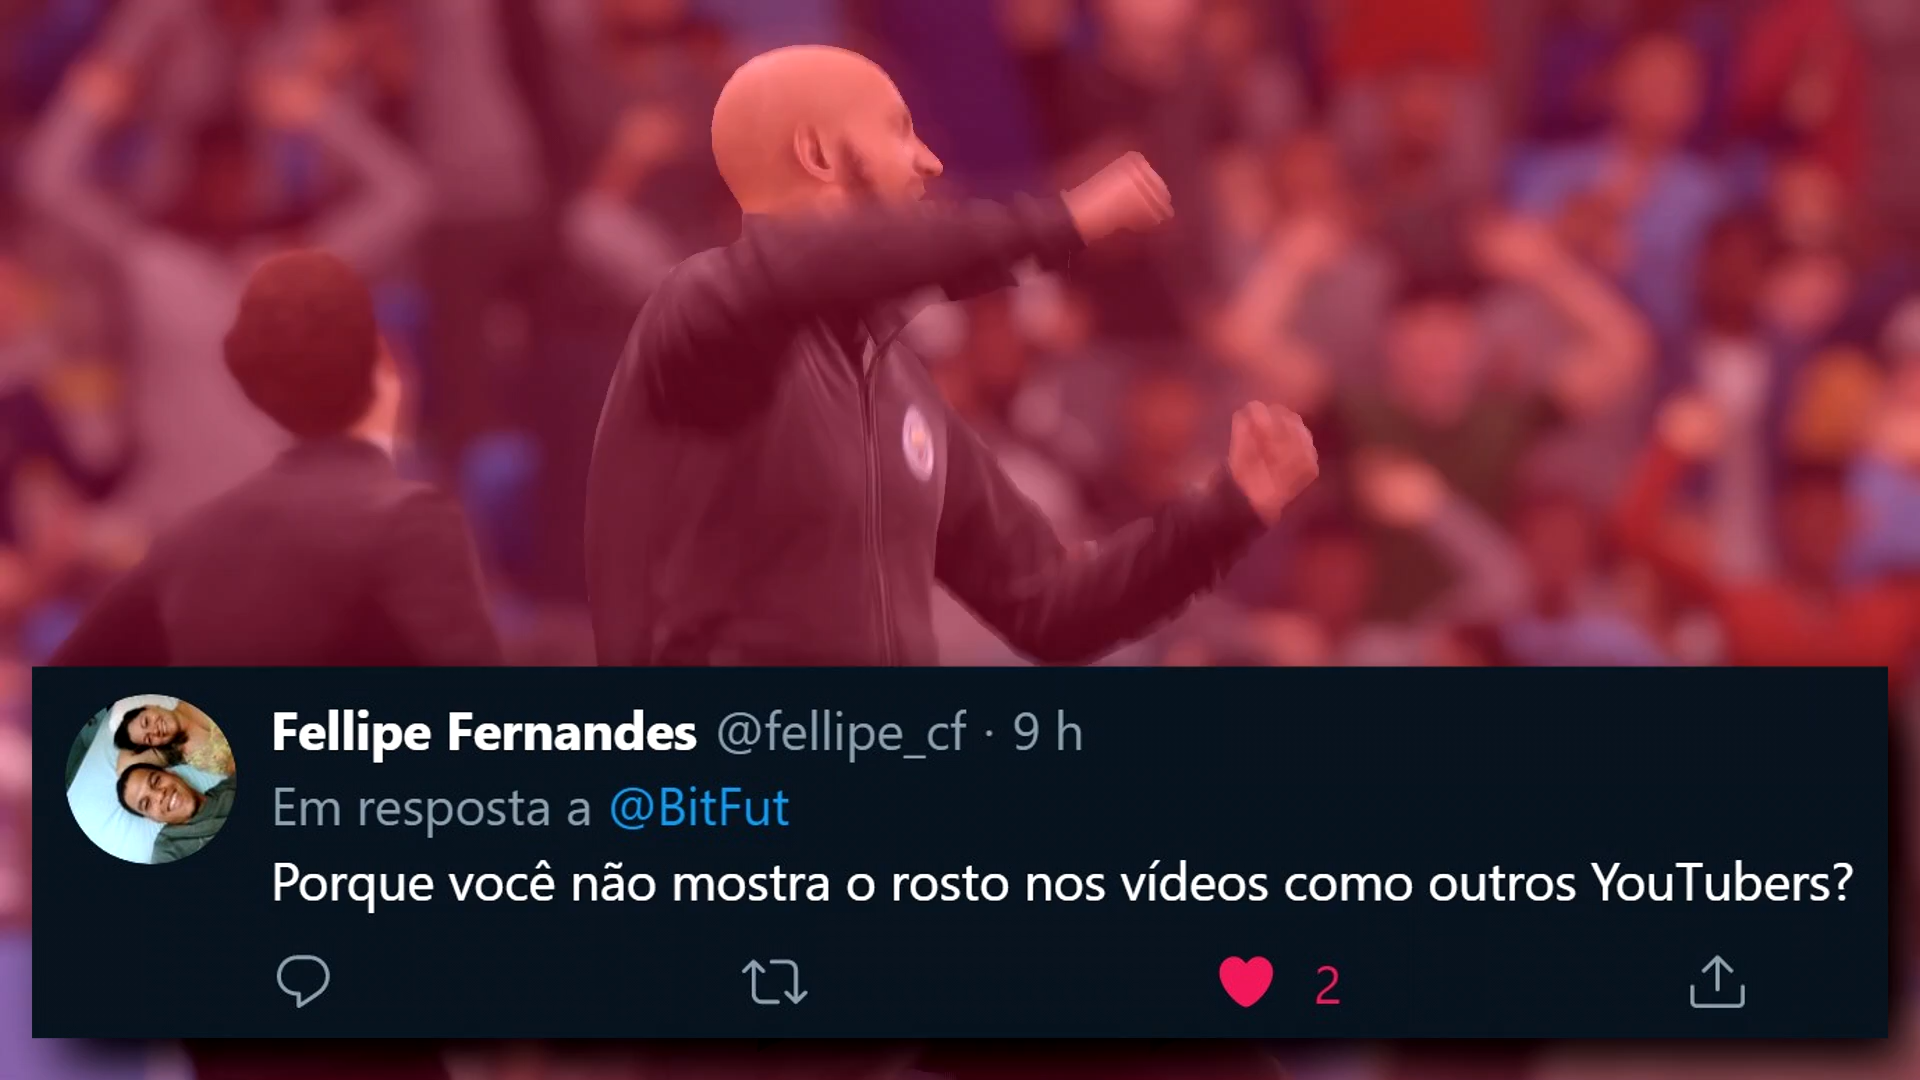 Fellipe Fernandes @fellipe_cf · 9 h
Em resposta a @BitFut
Porque você não mostra o rosto nos vídeos como outros YouTubers?
2